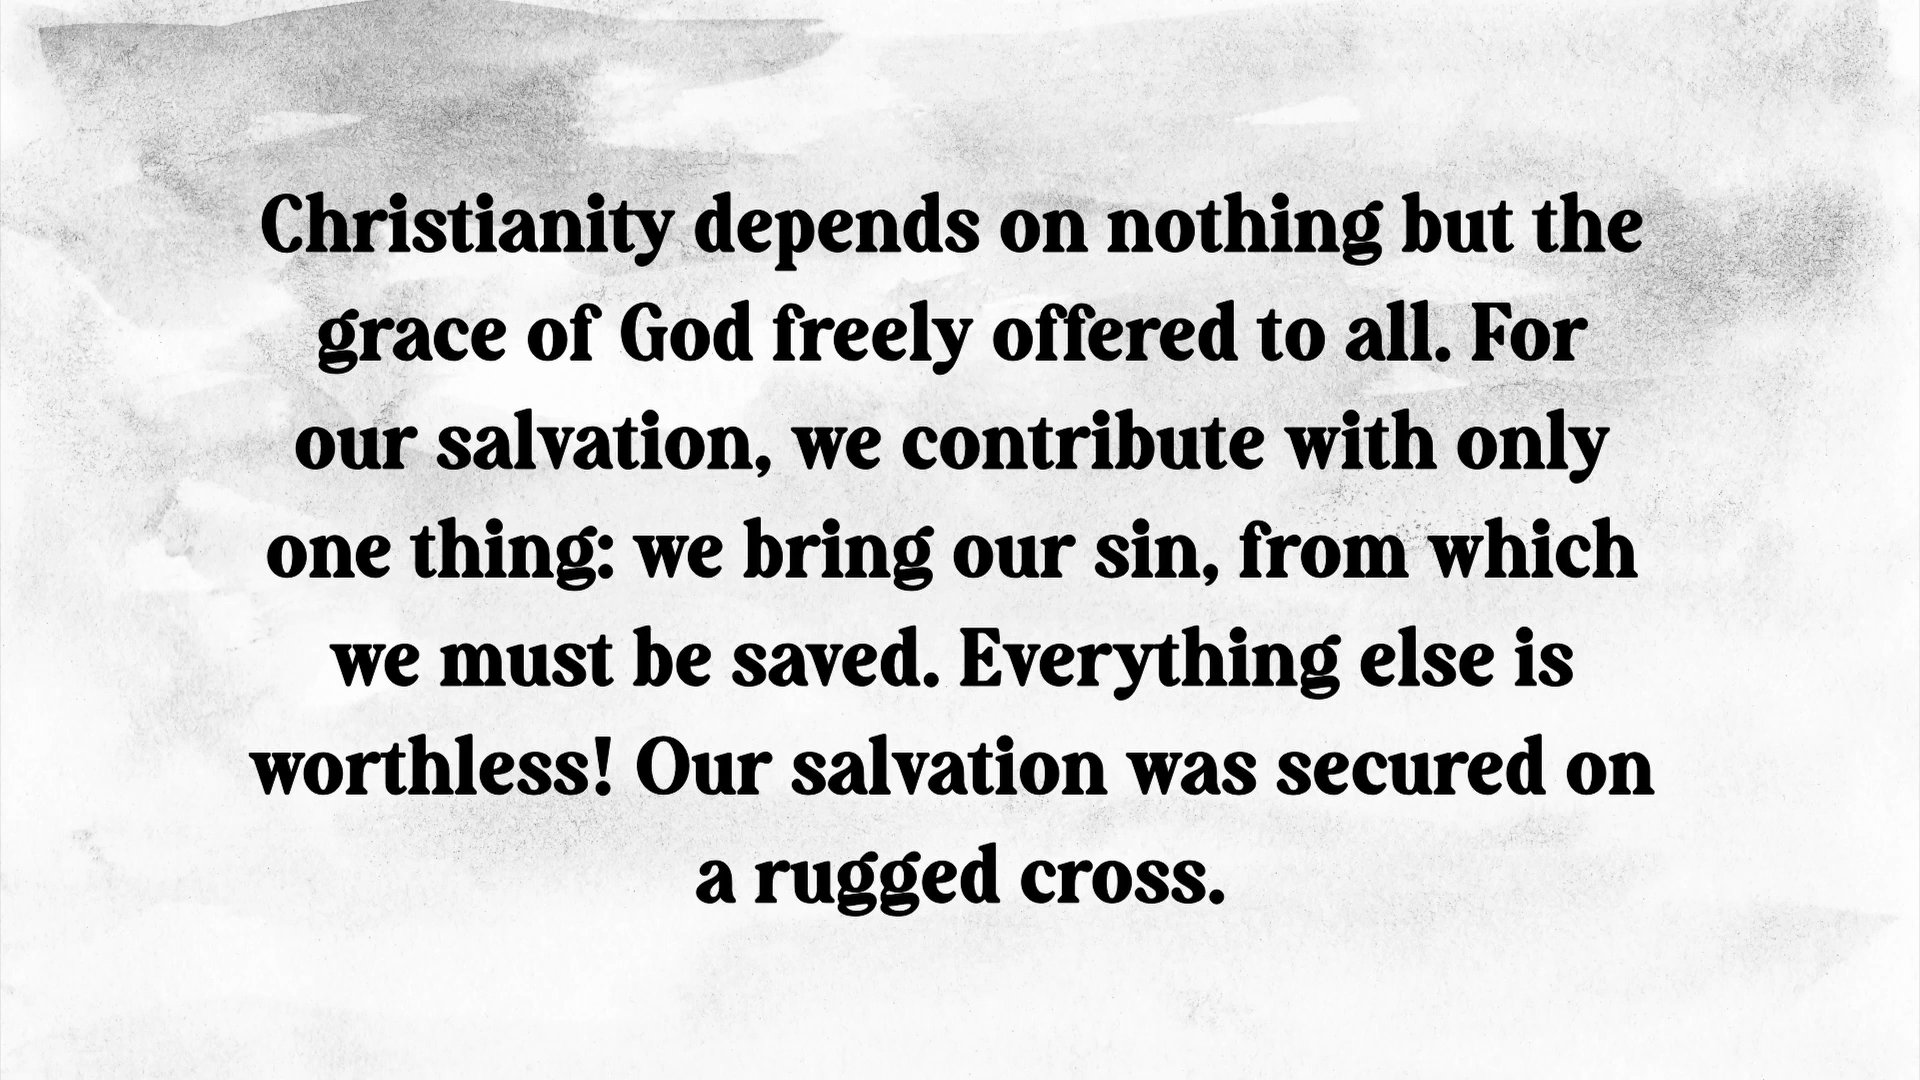 Christianity depends on nothing but the
grace of God freely offered to all. For
our salvation, we contribute with only
one thing: we bring our sin, from which
we must be saved. Everything else is
worthless! Our salvation was secured on
a rugged cross.